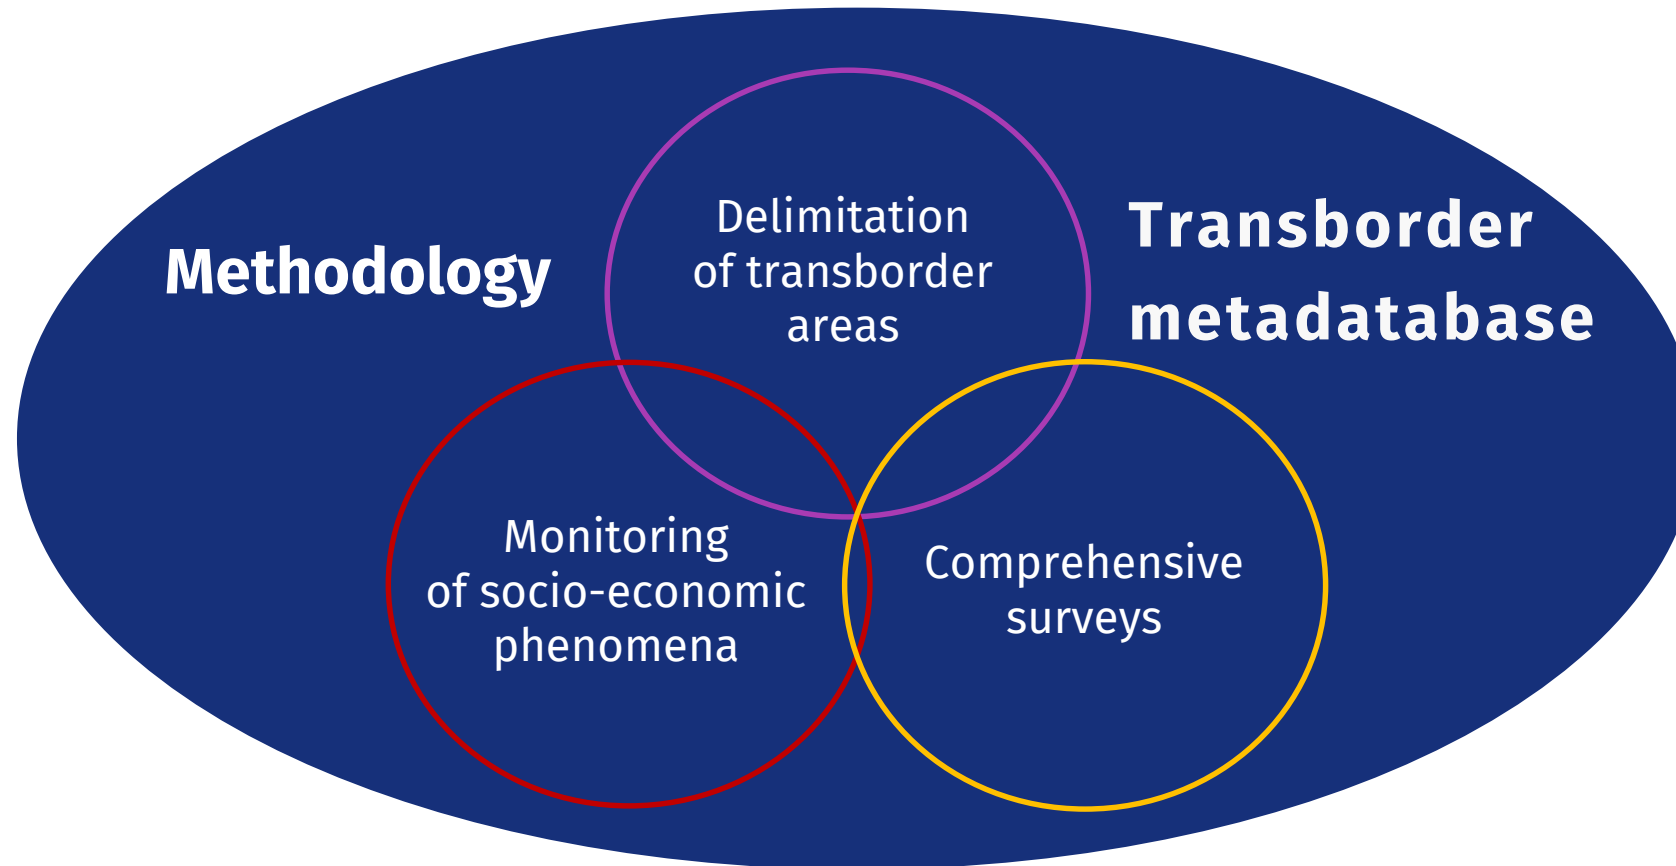 Methodology
Delimitation
of transborder
areas
Transborder
metadatabase
Monitoring
of socio-economic
phenomena
Comprehensive
surveys